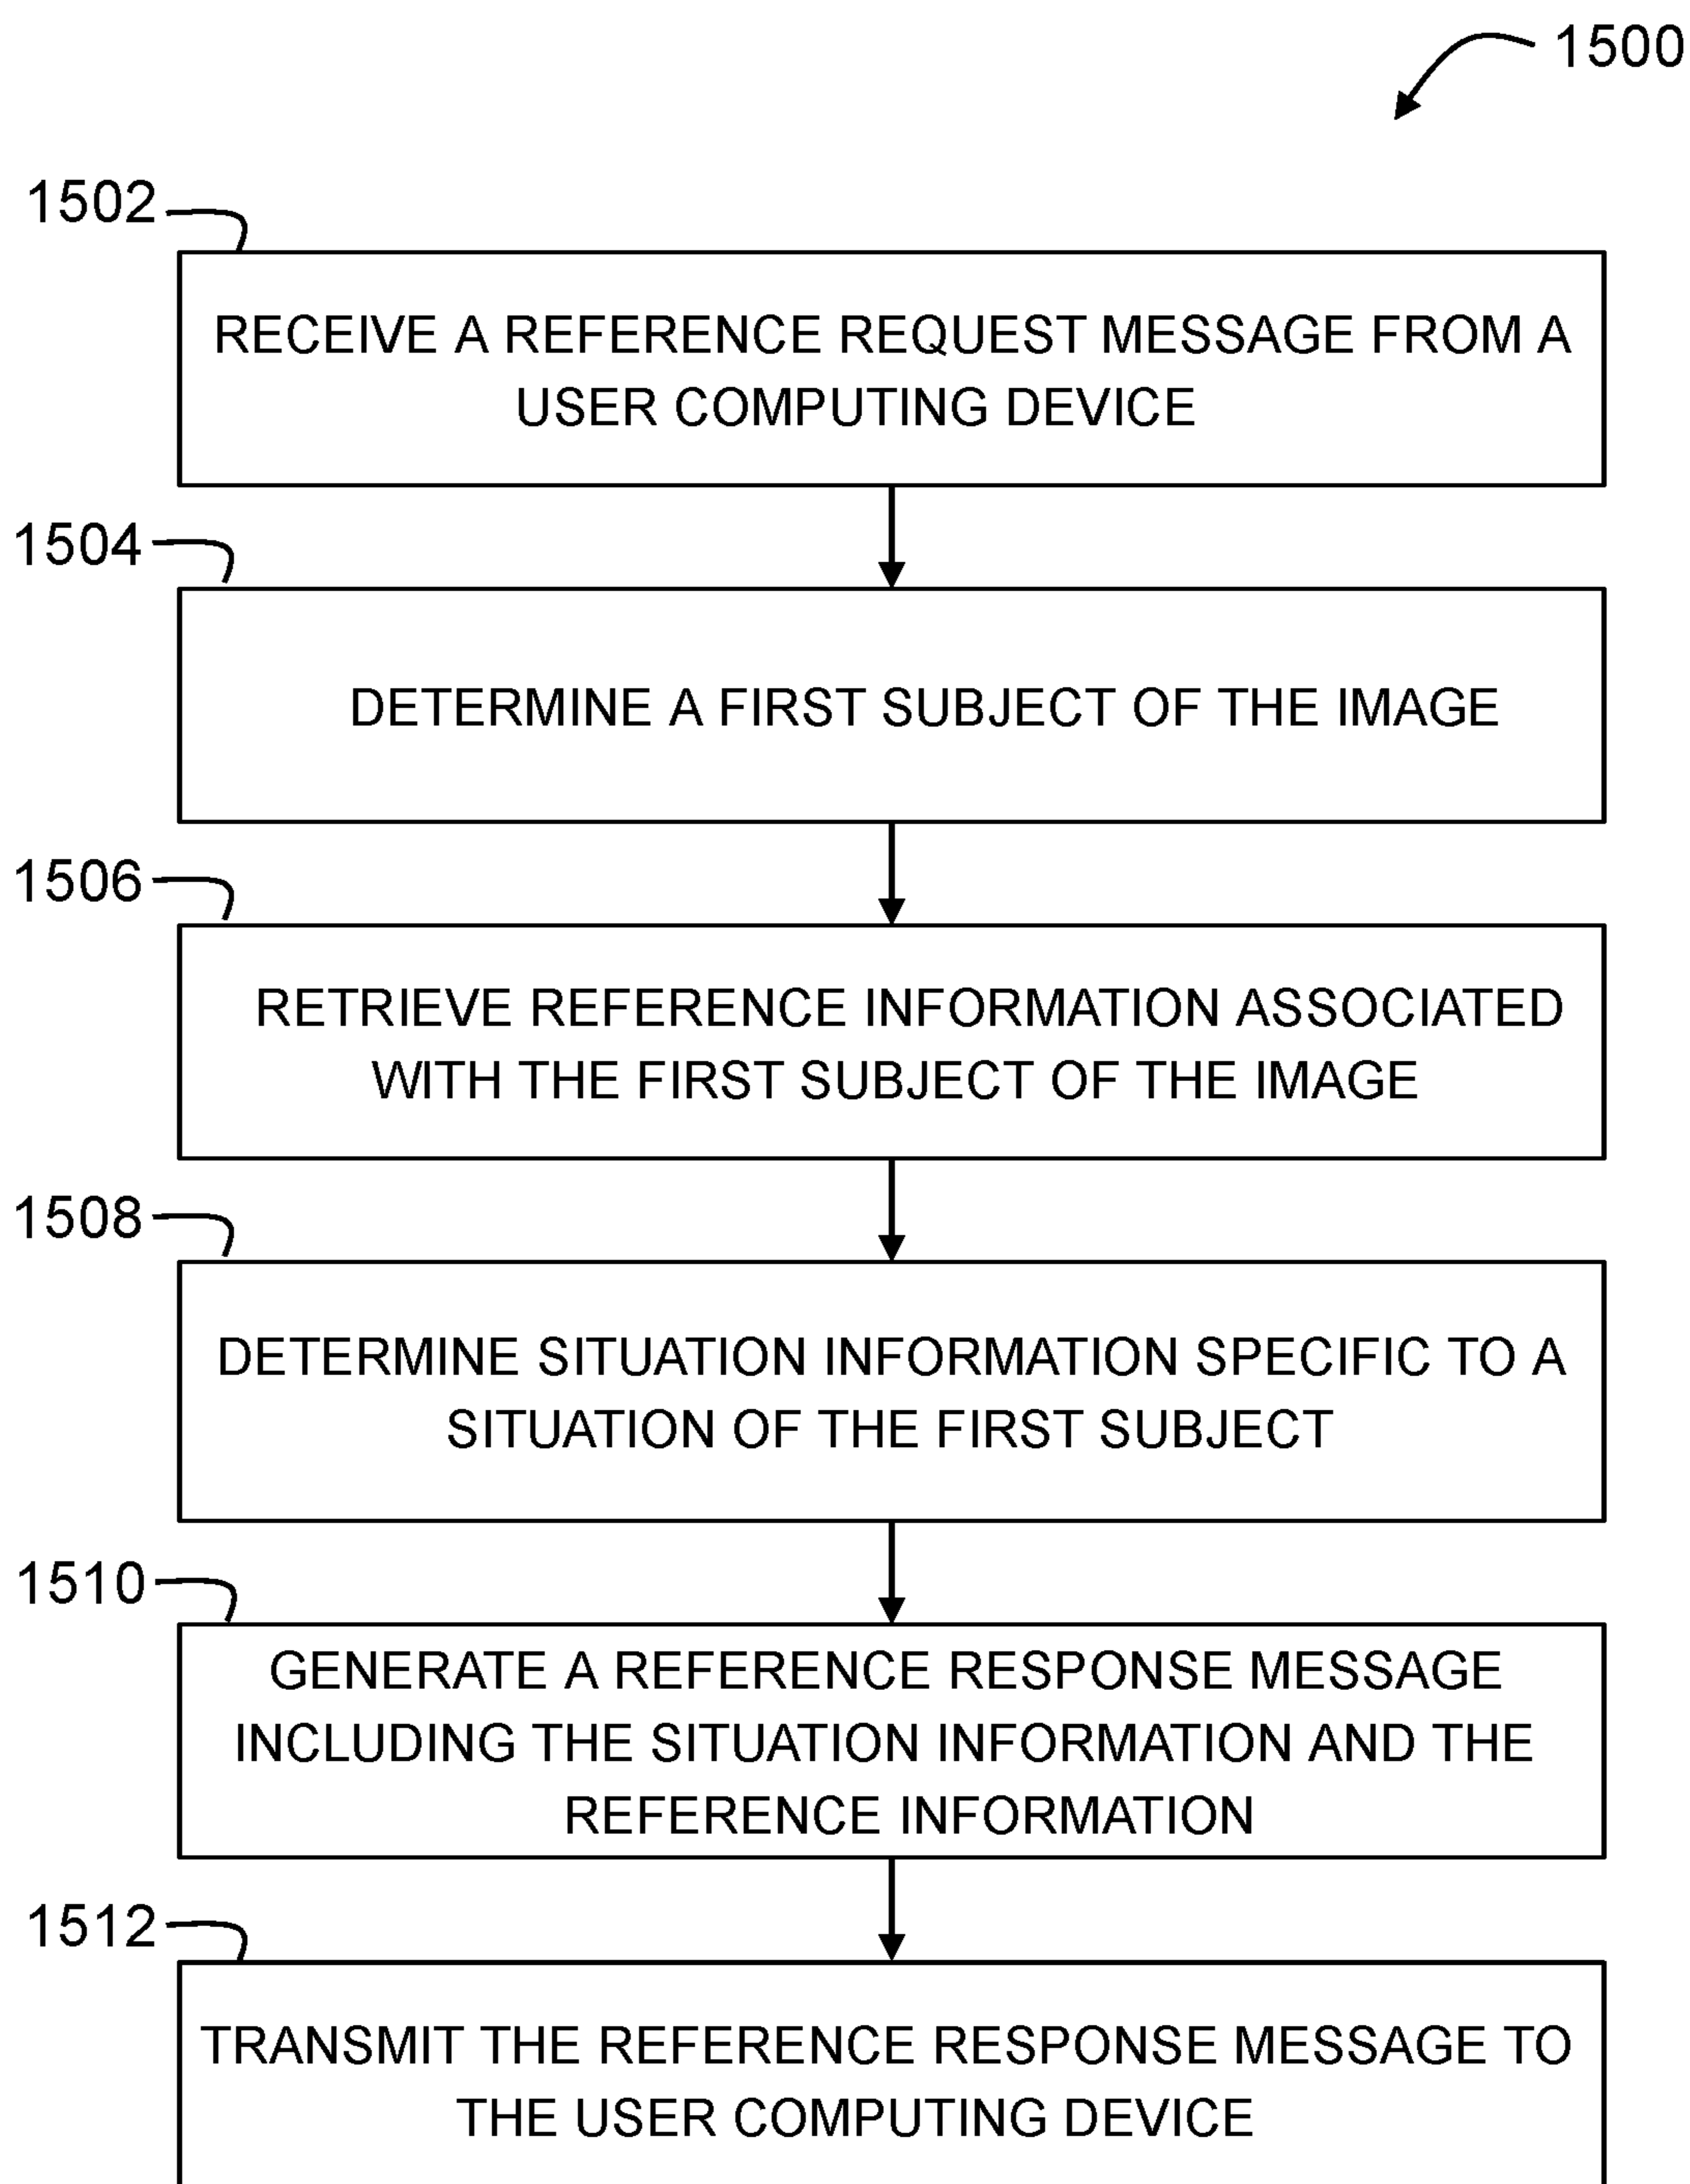 1500
1502
RECEIVE A REFERENCE REQUEST MESSAGE FROM A
USER COMPUTING DEVICE
1504
DETERMINE A FIRST SUBJECT OF THE IMAGE
1506
RETRIEVE REFERENCE INFORMATION ASSOCIATED
WITH THE FIRST SUBJECT OF THE IMAGE
1508
DETERMINE SITUATION INFORMATION SPECIFIC TO A
SITUATION OF THE FIRST SUBJECT
1510
GENERATE A REFERENCE RESPONSE MESSAGE
INCLUDING THE SITUATION INFORMATION AND THE
REFERENCE INFORMATION
1512
TRANSMIT THE REFERENCE RESPONSE MESSAGE TO
THE USER COMPUTING DEVICE